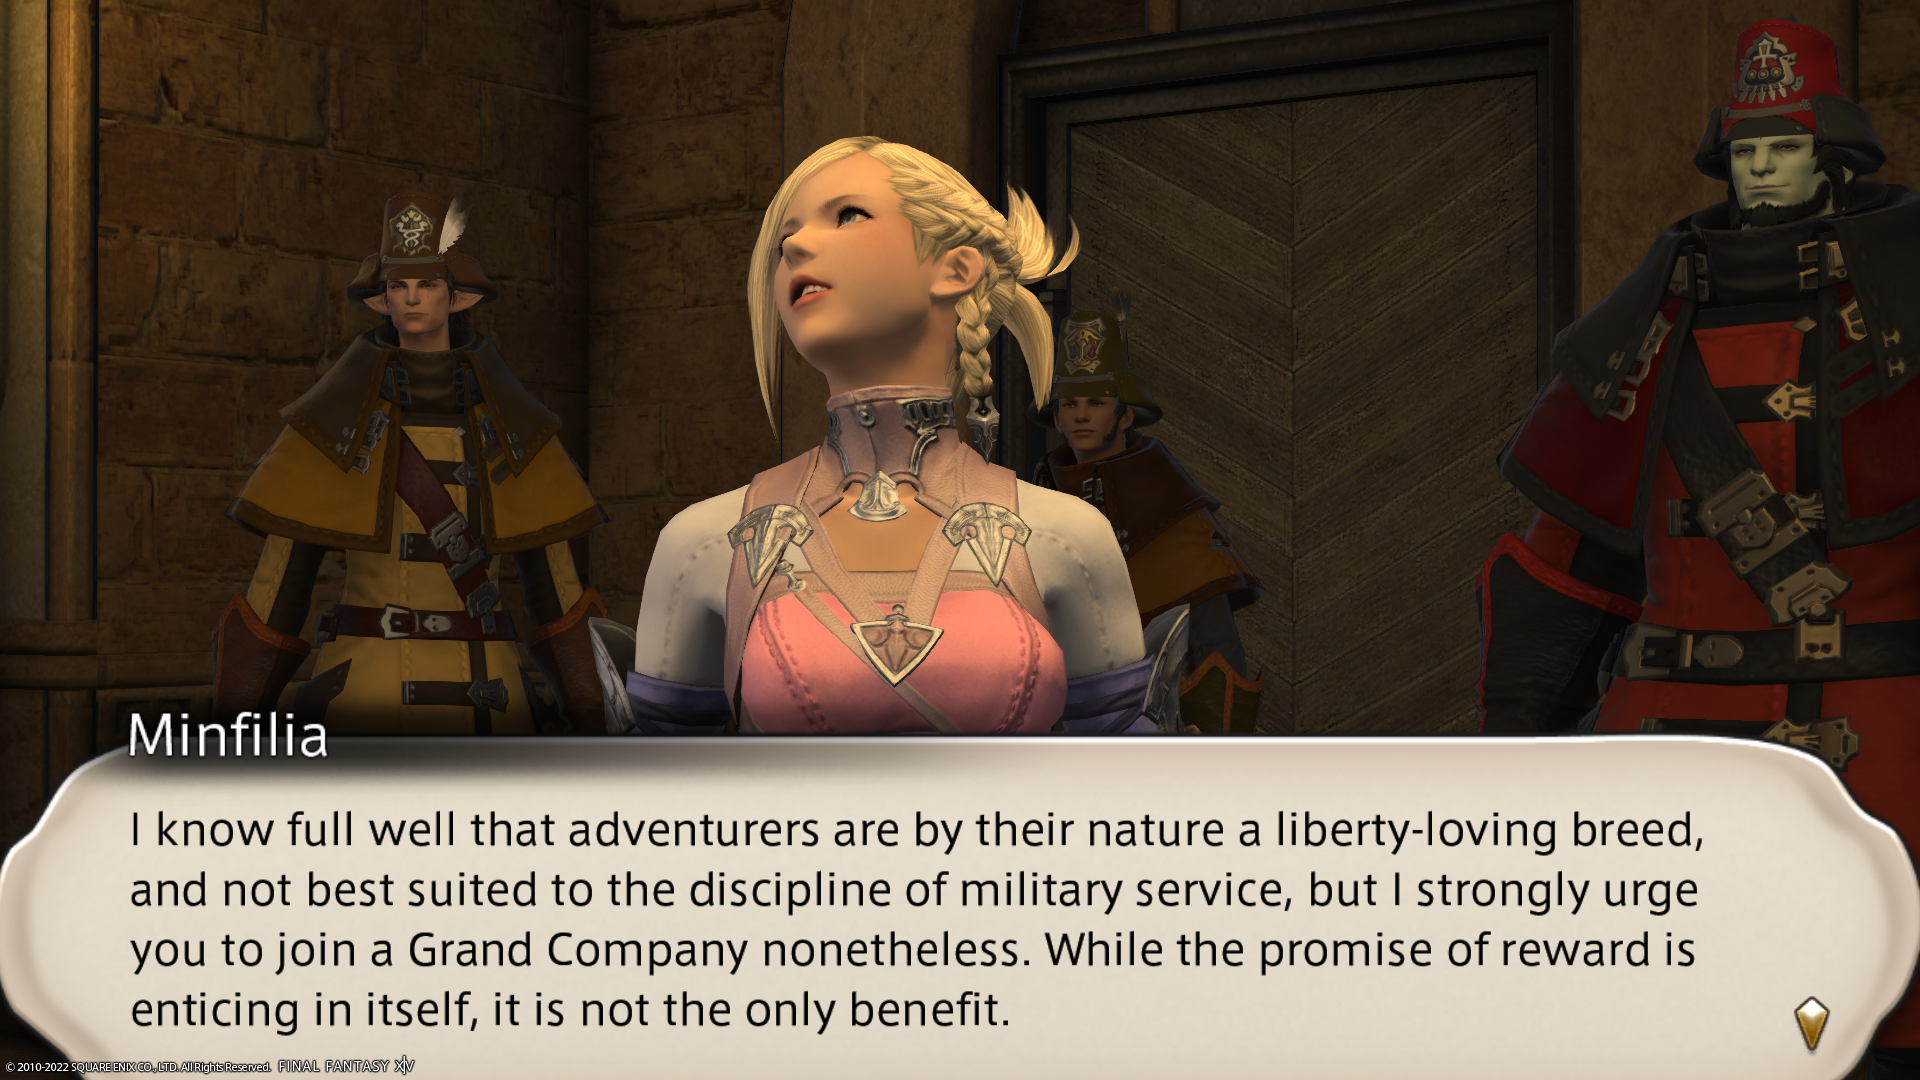 Minfilia
I know full well that adventurers are by their nature a liberty-loving breed,
and not best suited to the discipline of military service, but I strongly urge
you to join a Grand Company nonetheless. While the promise of reward is
enticing in itself, it is not the only benefit.
© 2010-2022 SQUARE ENIX CO., LTD. All Rights Reserved. FINAL FANTASY XIV